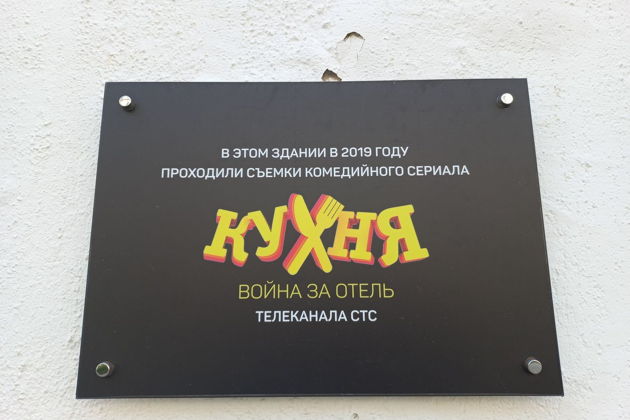 В ЭТОМ ЗДАНИИ В 2019 ГОДУ
ПРОХОДИЛИ СЪЕМКИ КОМЕДИЙНОГО СЕРИАЛА
КУХНЯ
ВОЙНА ЗА ОТЕЛЬ
ТЕЛЕКАНАЛА СТС